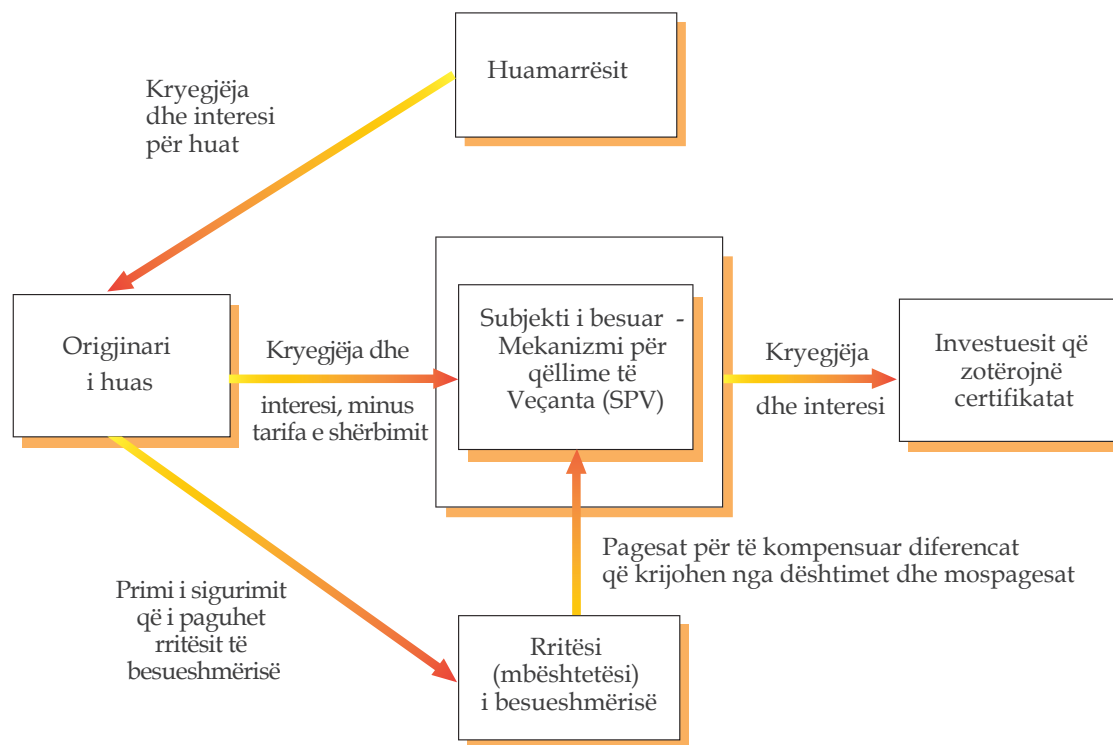 Huamarrësit
Kryegjëja
dhe interesi
për huat
Origjinari
i huas
Kryegjëja dhe
interesi, minus
tarifa e shërbimit
Subjekti i besuar -
Mekanizmi për
qëllime të
Veçanta (SPV)
Kryegjëja
dhe interesi
Investuesit që
zotërojnë
certifikatat
Pagesat për të kompensuar diferencat
që krijohen nga dështimet dhe mospagesat
Primi i sigurimit
që i paguhet
rritësit të
besueshmërisë
Rritësi
(mbështetësi)
i besueshmërisë